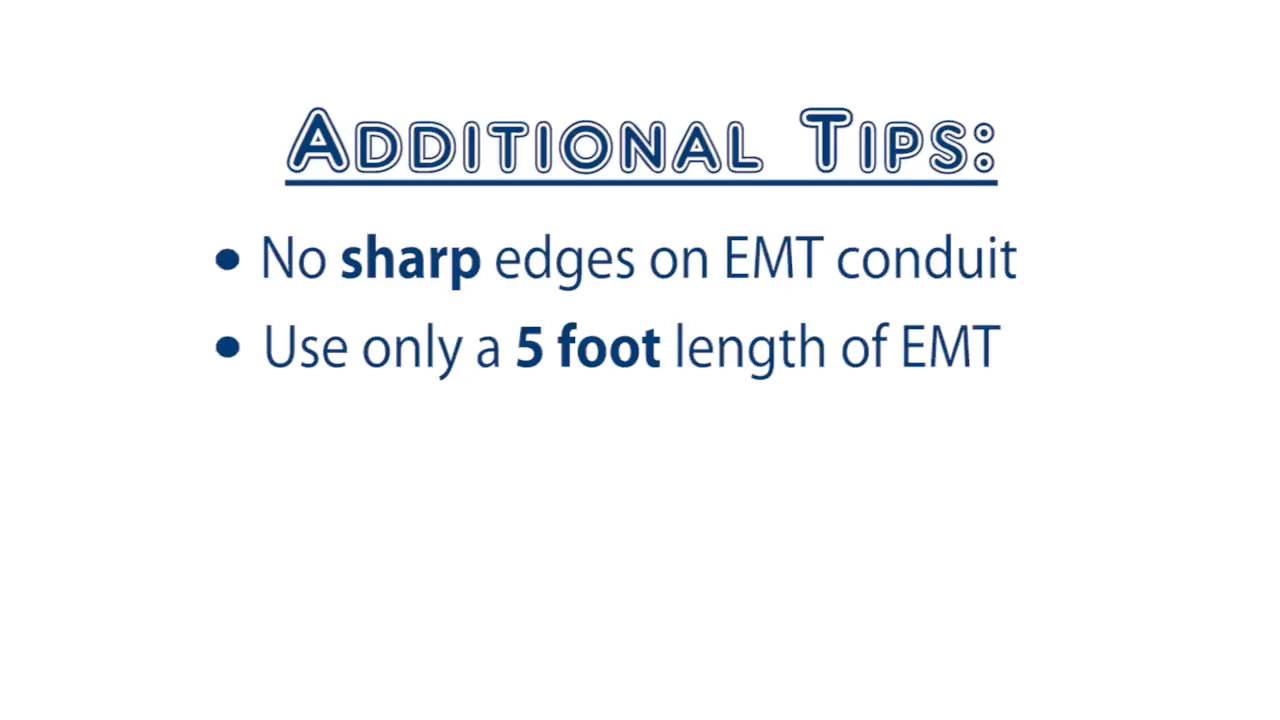 Additional Tips:
• No sharp edges on EMT conduit
• Use only a 5 foot length of EMT